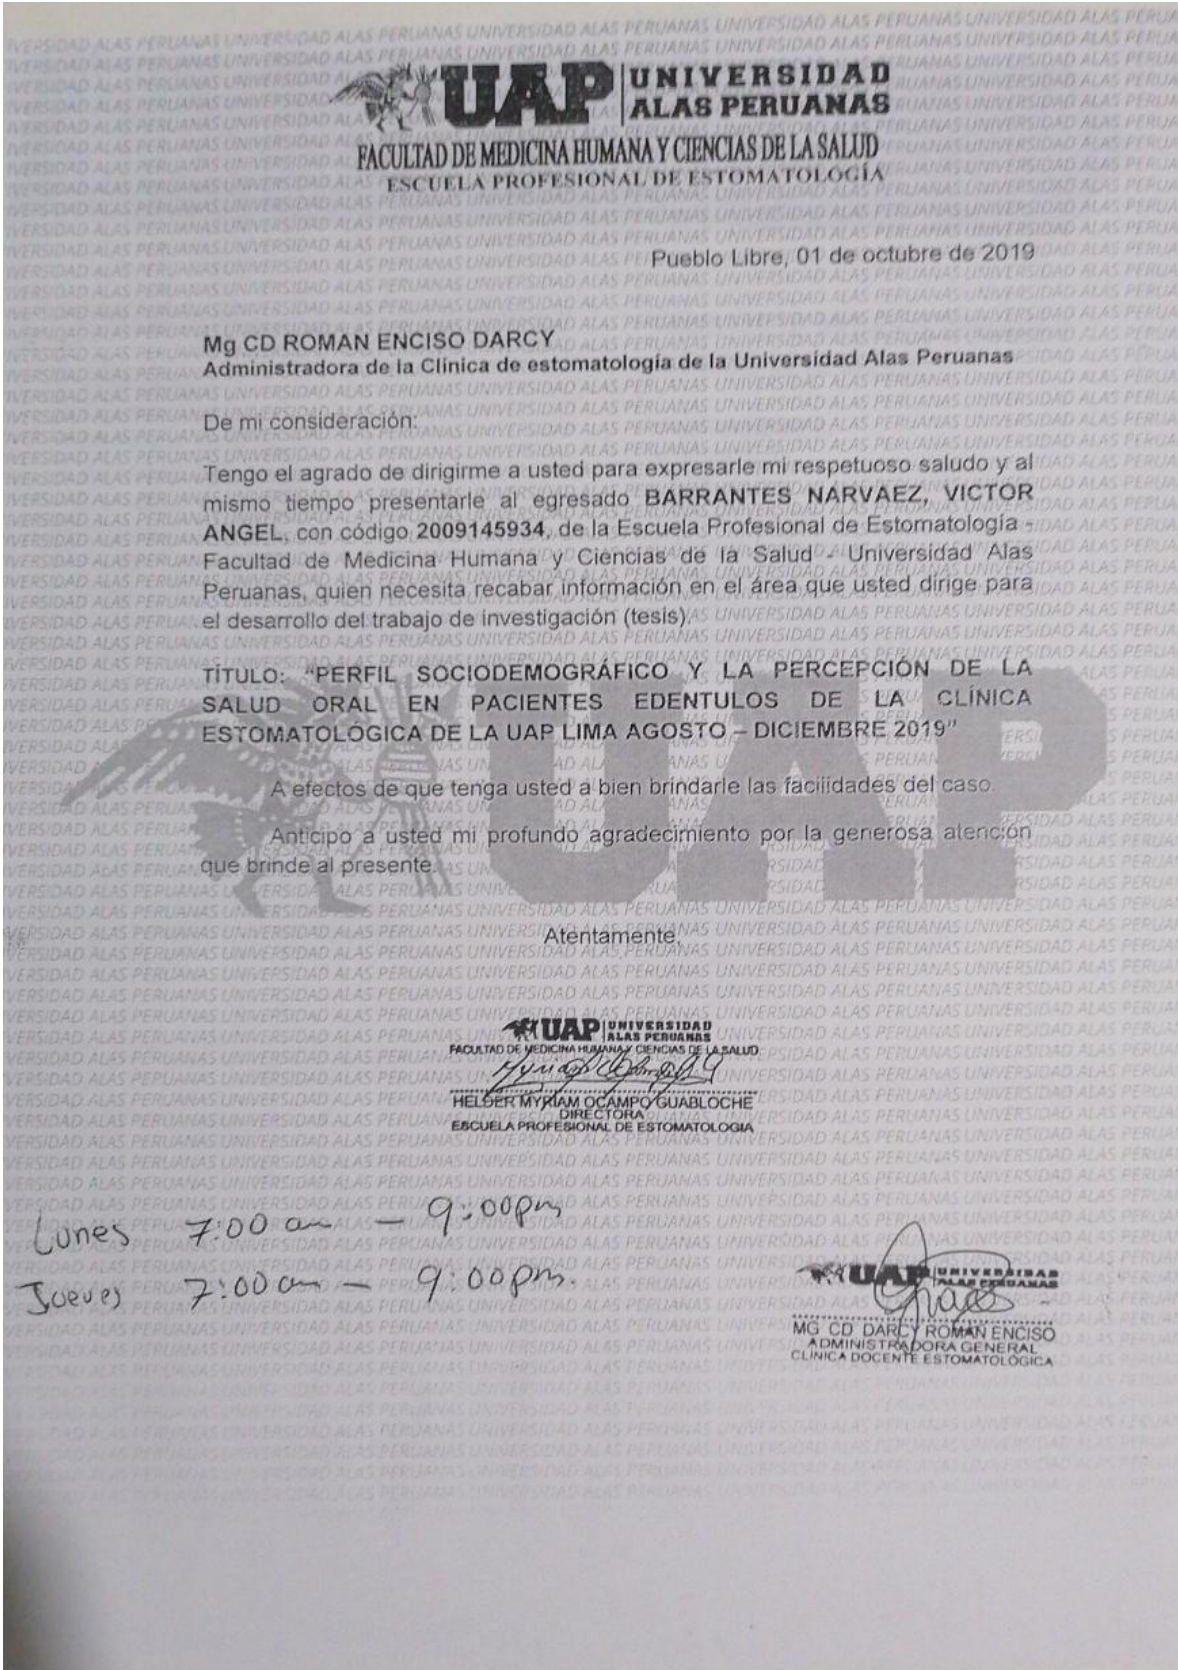 UAP UNIVERSIDAD
ALAS PERUANAS
FACULTAD DE MEDICINA HUMANA Y CIENCIAS DE LA SALUD
ESCUELA PROFESIONAL DE ESTOMATOLOGÍA
Pueblo Libre, 01 de octubre de 2019
Mg CD ROMAN ENCISO DARCY
Administradora de la Clínica de estomatología de la Universidad Alas Peruanas
De mi consideración:
Tengo el agrado de dirigirme a usted para expresarle mi respetuoso saludo y al
mismo tiempo presentarle al egresado BARRANTES NARVAEZ, VICTOR
ANGEL, con código 2009145934, de la Escuela Profesional de Estomatología -
Facultad de Medicina Humana y Ciencias de la Salud - Universidad Alas
Peruanas, quien necesita recabar información en el área que usted dirige para
el desarrollo del trabajo de investigación (tesis).
TÍTULO: "PERFIL SOCIODEMOGRÁFICO Y LA PERCEPCIÓN DE LA
SALUD ORAL EN PACIENTES EDENTULOS DE LA CLÍNICA
ESTOMATOLÓGICA DE LA UAP LIMA AGOSTO – DICIEMBRE 2019"
A efectos de que tenga usted a bien brindarle las facilidades del caso.
Anticipo a usted mi profundo agradecimiento por la generosa atención
que brinde al presente.
Atentamente,
UAP UNIVERSIDAD
ALAS PERUANAS
FACULTAD DE MEDICINA HUMANA Y CIENCIAS DE LA SALUD
HELDER MYRIAM OCAMPO GUABLOCHE
DIRECTORA
ESCUELA PROFESIONAL DE ESTOMATOLOGIA
Lunes 7:00 am – 9:00pm
Jueves 7:00 am – 9:00pm.
UAP UNIVERSIDAD
ALAS PERUANAS
MG CD DARCY ROMÁN ENCISO
ADMINISTRADORA GENERAL
CLÍNICA DOCENTE ESTOMATOLÓGICA